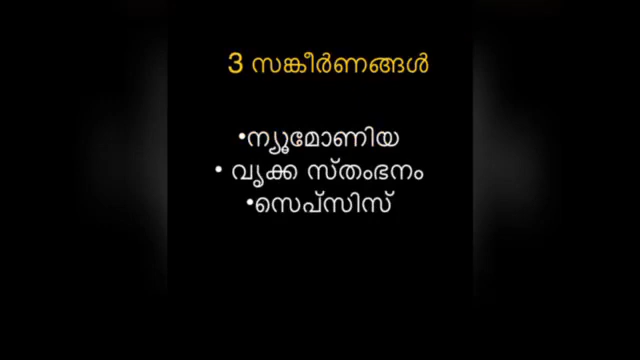 3 സങ്കീർണങ്ങൾ
•ന്യൂമോണിയ
• വൃക്ക സ്തംഭനം
•സെപ്സിസ്